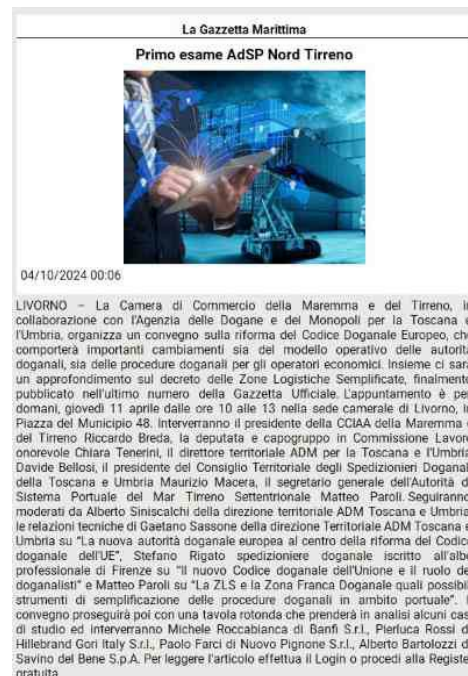 La Gazzetta Marittima
Primo esame AdSP Nord Tirreno
04/10/2024 00:06
LIVORNO – La Camera di Commercio della Maremma e del Tirreno,
collaborazione con l'Agenzia delle Dogane e dei Monopoli per la Toscana
l'Umbria, organizza un convegno sulla riforma del Codice Doganale Europeo,
comporterà importanti cambiamenti sia del modello operativo delle autorità
doganali, sia delle procedure doganali per gli operatori economici. Insieme ci sarà
un approfondimento sul decreto delle Zone Logistiche Semplificate, finalmente
pubblicato nell'ultimo numero della Gazzetta Ufficiale. L'appuntamento è per
domani, giovedì 11 aprile dalle ore 10 alle 13 nella sede camerale di Livorno,
Piazza del Municipio 48. Interverranno il presidente della CCIAA della Maremma
del Tirreno Riccardo Breda, la deputata e capogruppo in Commissione Lavoro
onorevole Chiara Tenerini, il direttore territoriale ADM per la Toscana e l'Umbria
Davide Bellosi, il presidente del Consiglio Territoriale degli Spedizionieri Doganali
della Toscana e Umbria Maurizio Macera, il segretario generale dell'Autorità di
Sistema Portuale del Mar Tirreno Settentrionale Matteo Paroli. Seguiranno,
moderati da Alberto Siniscalchi della direzione territoriale ADM Toscana e Umbria,
le relazioni tecniche di Gaetano Sassone della direzione Territoriale ADM Toscana e
Umbria su "La nuova autorità doganale europea al centro della riforma del Codice
doganale dell'UE", Stefano Rigato spedizioniere doganale iscritto all'albo
professionale di Firenze su "Il nuovo Codice doganale dell'Unione e il ruolo dei
doganalisti" e Matteo Paroli su "La ZLS e la Zona Franca Doganale quali possibili
strumenti di semplificazione delle procedure doganali in ambito portuale".
convegno proseguirà poi con una tavola rotonda che prenderà in analisi alcuni casi
di studio ed interverranno Michele Roccabianca di Banfi S.r.l., Pierluca Rossi di
Hillebrand Gori Italy S.r.l., Paolo Farci di Nuovo Pignone S.r.l., Alberto Bartolozzi di
Savino del Bene S.p.A. Per leggere l'articolo effettua il Login o procedi alla
gratuita